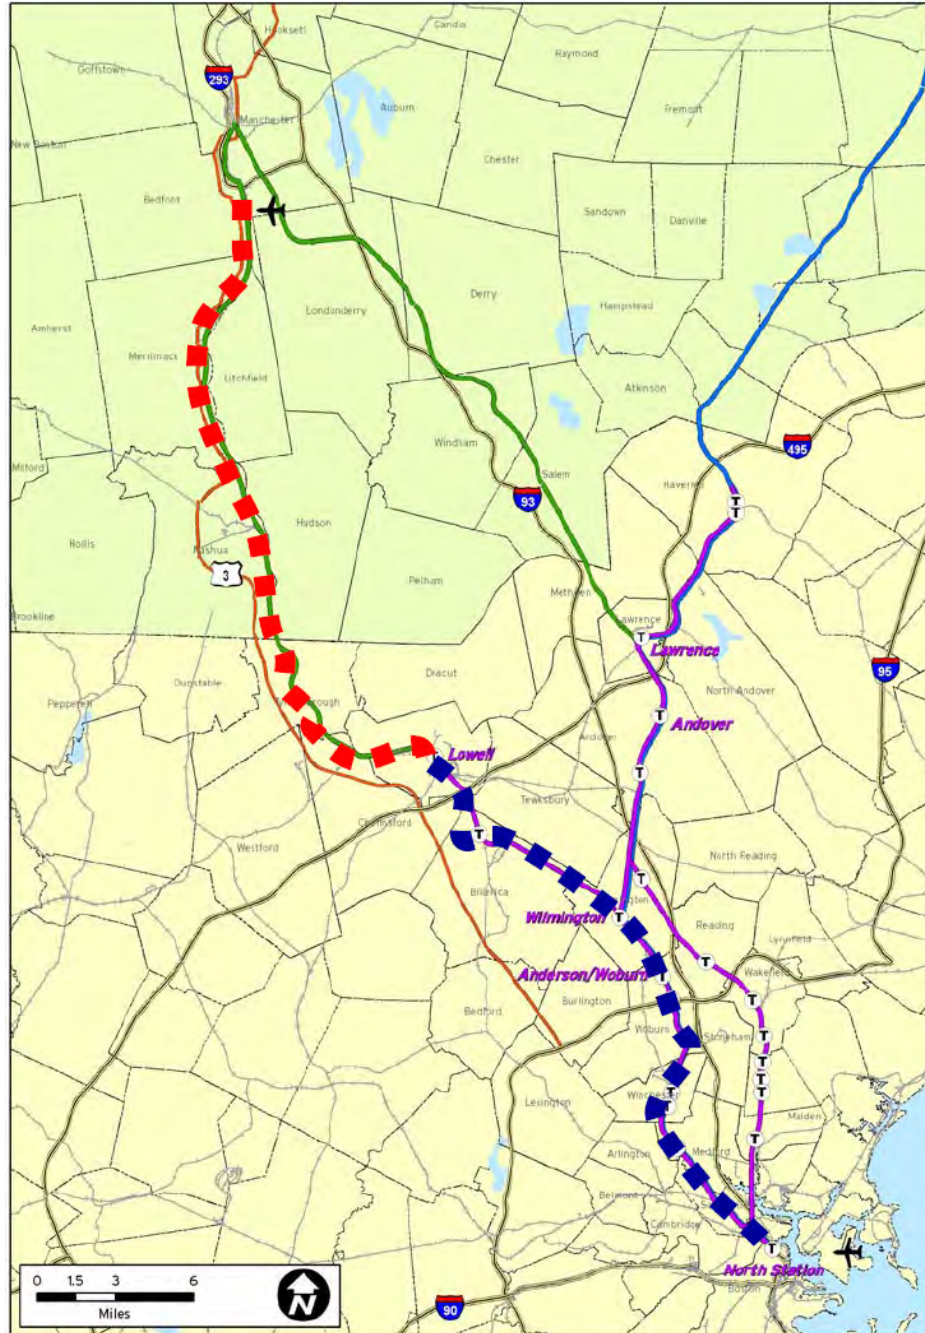 Hooksett
Candia
Raymond
Goffstown
293
Auburn
Fremont
Manchester
New Boston
Chester
Bedford
Sandown
Danville
Derry
Hampstead
Londonderry
Amherst
Merrimack
Litchfield
Atkinson
Windham
495
Milford
Salem
Haverhill
93
T
T
Hudson
Hollis
Nashua
3
Pelham
Methuen
Brookline
Lawrence
T
Lawrence
Dracut
95
Dunstable
North Andover
Pepperell
T
Andover
Andover
Lowell
T
Tewksbury
Chelmsford
T
Westford
North Reading
T
Billerica
Wilmington
T
Reading
Lynnfield
T
Wakefield
Anderson/Woburn
T
Burlington
T
Bedford
Woburn
Stoneham
T
T
T
T
Lexington
Winchester
T
T
Malden
T
Arlington
Medford
Belmont
Cambridge
T
North Station
Boston
0 1.5 3 6
Miles
N
90